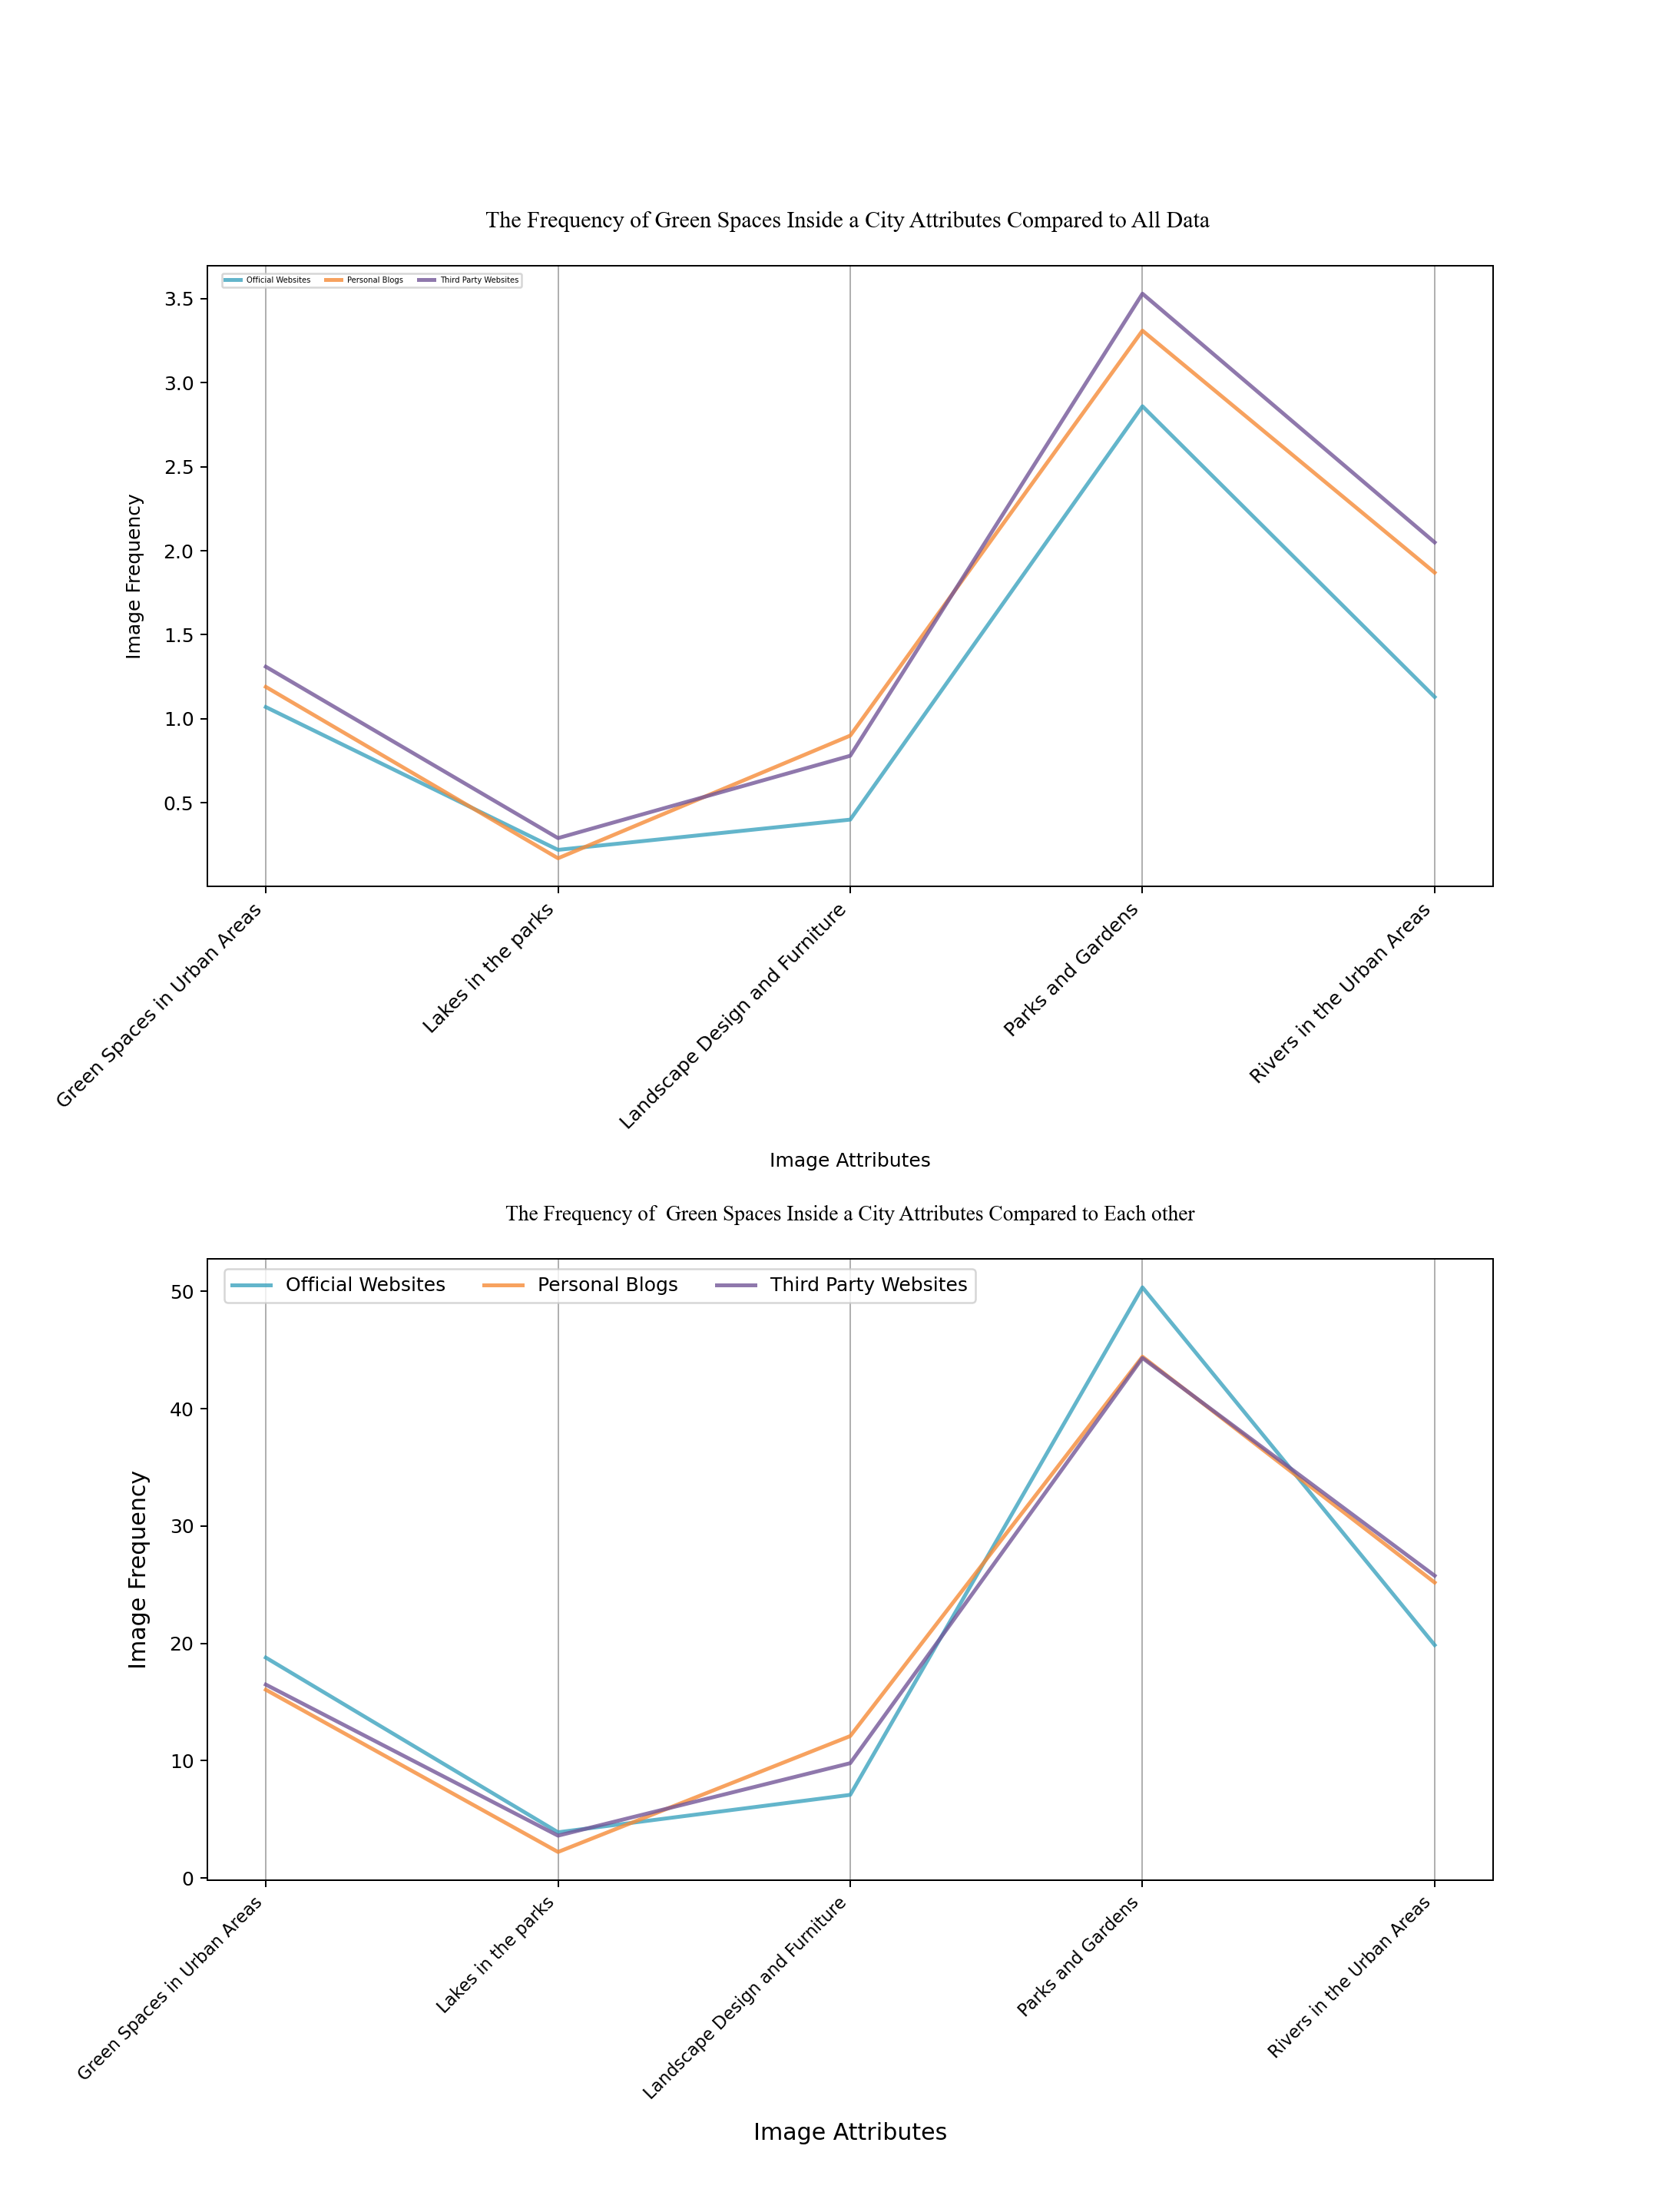 The Frequency of Green Spaces Inside a City Attributes Compared to All Data
Official Websites Personal Blogs Third Party Websites
3.5
3.0
2.5
2.0
1.5
1.0
0.5
Image Frequency
Green Spaces in Urban Areas
Lakes in the parks
Landscape Design and Furniture
Parks and Gardens
Rivers in the Urban Areas
Image Attributes
The Frequency of  Green Spaces Inside a City Attributes Compared to Each other
Official Websites Personal Blogs Third Party Websites
50
40
30
20
10
0
Image Frequency
Green Spaces in Urban Areas
Lakes in the parks
Landscape Design and Furniture
Parks and Gardens
Rivers in the Urban Areas
Image Attributes